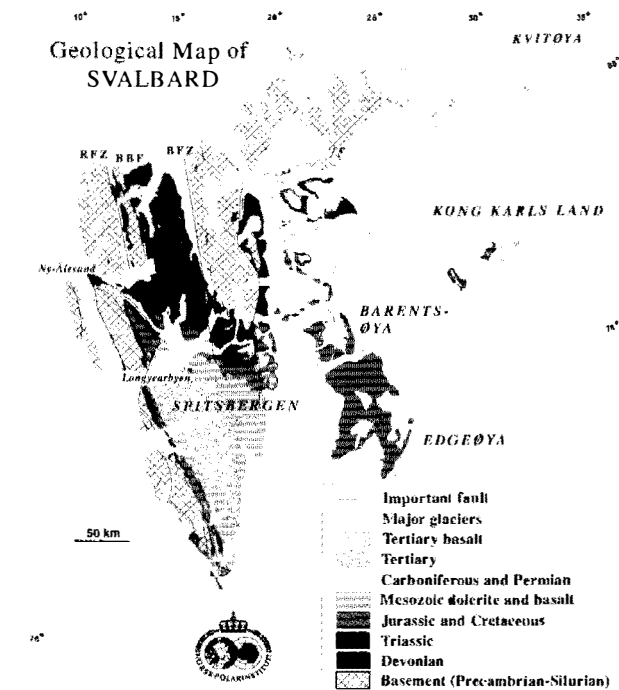 10° 15° 20° 25° 30° 35°
KVITØYA
Geological Map of
SVALBARD
RFZ BBF BFZ
KONG KARLS LAND
Ny-Ålesund
BARENTS-
ØYA
Longyearbyen
SPITSBERGEN
EDGEØYA
Important fault
Major glaciers
50 km
Tertiary basalt
Tertiary
Carboniferous and Permian
Mesozoic dolerite and basalt
Jurassic and Cretaceous
Triassic
Devonian
Basement (Precambrian-Silurian)
NORSK POLARINSTITUTT